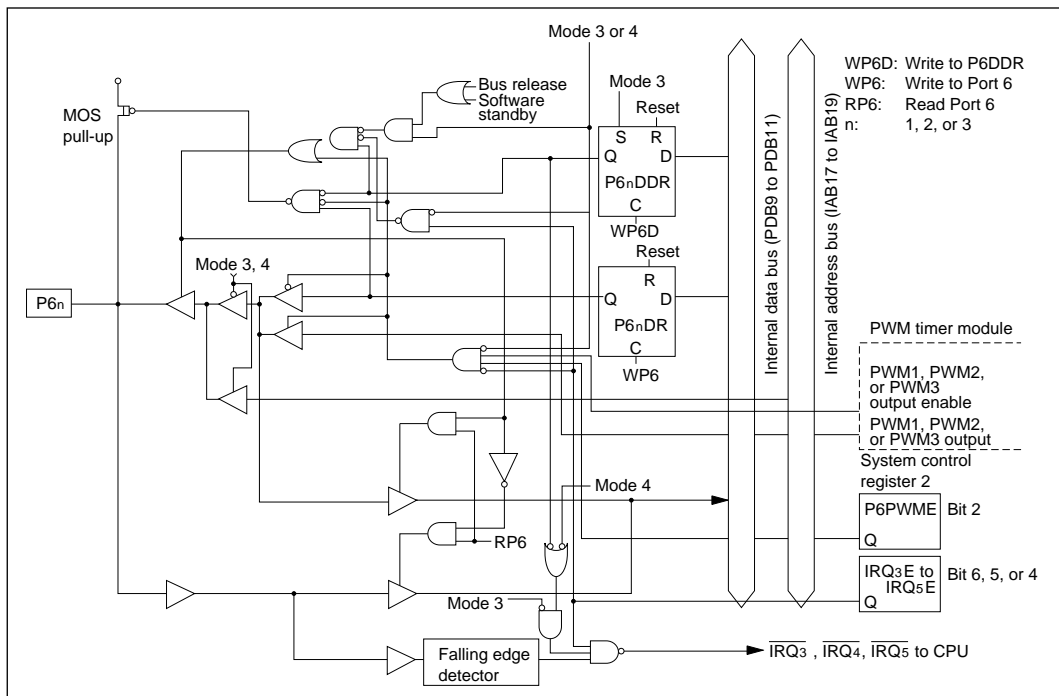 Mode 3 or 4
WP6D: Write to P6DDR
WP6: Write to Port 6
RP6: Read Port 6
n: 1, 2, or 3
Bus release
Software
standby
Mode 3
Reset
S R
Q D
P6nDDR
C
WP6D
MOS
pull-up
Reset
R
Q D
P6nDR
C
WP6
Mode 3, 4
P6n
Internal data bus (PDB9 to PDB11)
Internal address bus (IAB17 to IAB19)
PWM timer module
PWM1, PWM2,
or PWM3
output enable
PWM1, PWM2,
or PWM3 output
System control
register 2
P6PWME Bit 2
Q
IRQ3E to Bit 6, 5, or 4
IRQ5E
Q
Mode 4
RP6
Mode 3
Falling edge
detector
IRQ3 , IRQ4, IRQ5 to CPU